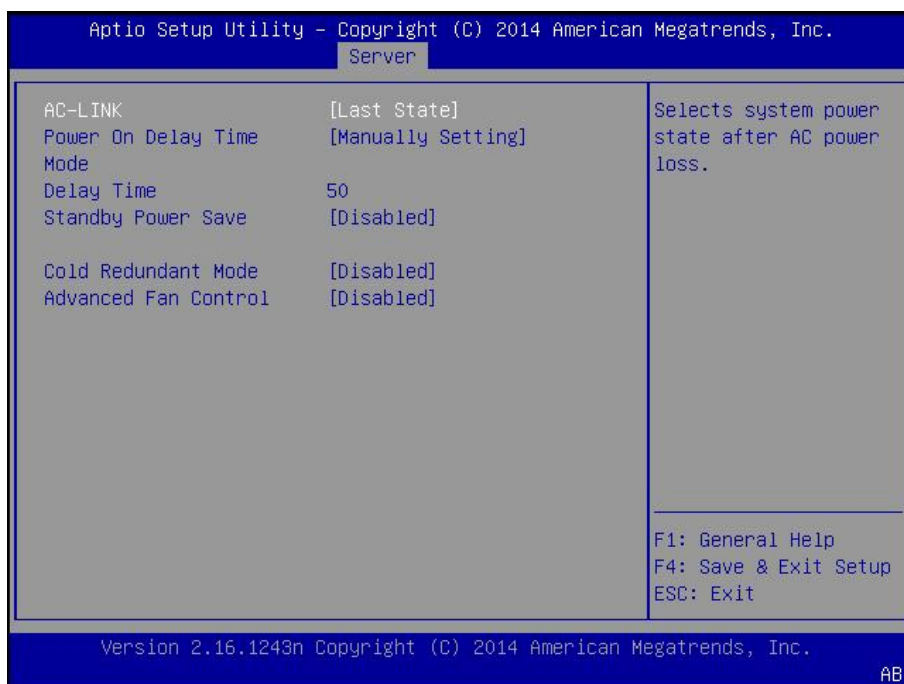 Aptio Setup Utility – Copyright (C) 2014 American Megatrends, Inc.
Server
AC-LINK [Last State]
Power On Delay Time [Manually Setting]
Mode
Delay Time 50
Standby Power Save [Disabled]
Cold Redundant Mode [Disabled]
Advanced Fan Control [Disabled]
Selects system power
state after AC power
loss.
F1: General Help
F4: Save & Exit Setup
ESC: Exit
Version 2.16.1243n Copyright (C) 2014 American Megatrends, Inc.
AB